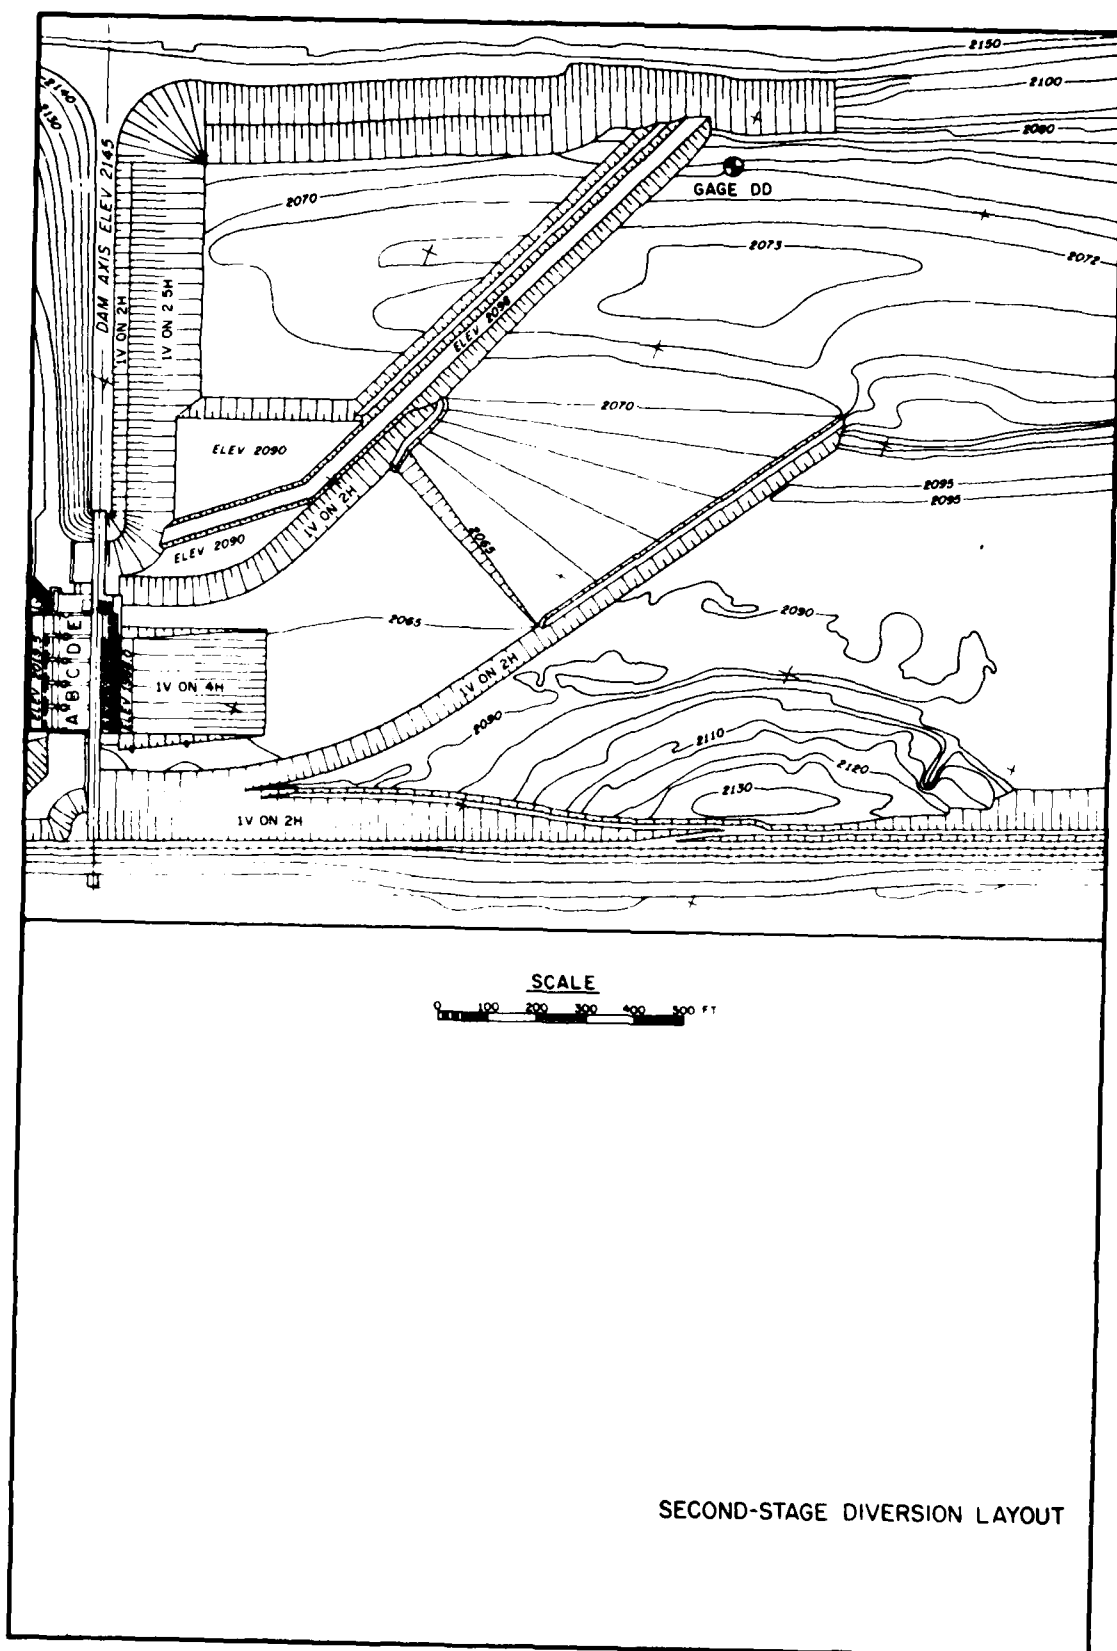 2150
2140
2130
2100
2080
DAM AXIS ELEV 2145
GAGE DD
2070
2073
2072
1V ON 2H
1V ON 2.5H
ELEV 2098
2070
ELEV 2090
2095
2095
1V ON 2H
2065
ELEV 2090
2090
2065
A B C D E
1V ON 2H
1V ON 4H
2090
2110
2120
2130
1V ON 2H
SCALE
0 100 200 300 400 500 FT
SECOND-STAGE DIVERSION LAYOUT